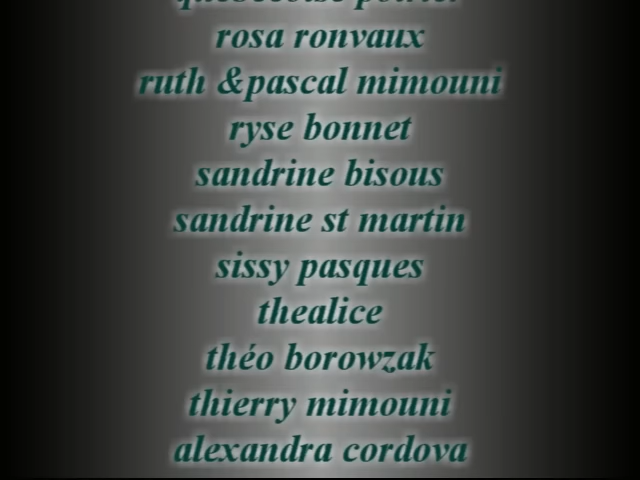 rosa ronvaux
ruth &pascal mimouni
ryse bonnet
sandrine bisous
sandrine st martin
sissy pasques
thealice
théo borowzak
thierry mimouni
alexandra cordova